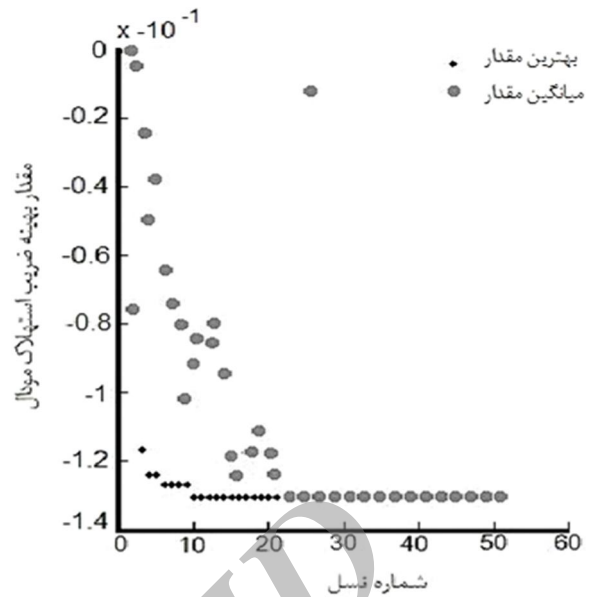 x -10⁻¹
بهترین مقدار
میانگین مقدار
0
-0.2
-0.4
-0.6
-0.8
-1
-1.2
-1.4
مقدار بهینه ضریب استهلاک مودال
0 10 20 30 40 50 60
شماره نسل